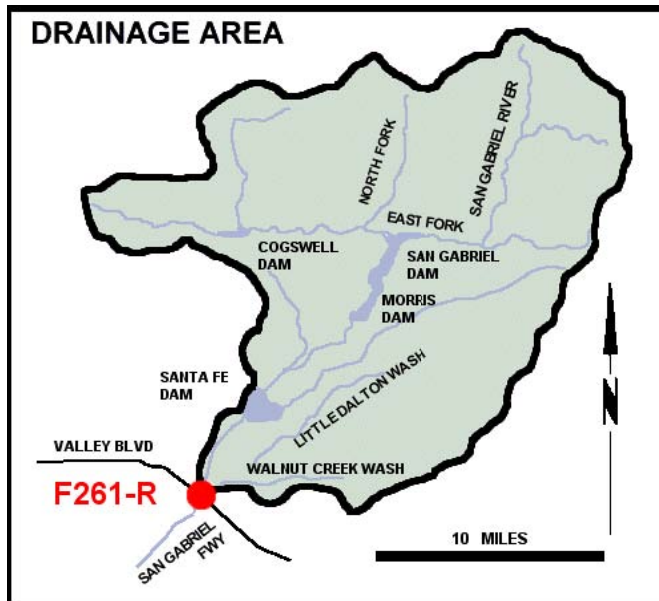 DRAINAGE AREA
NORTH FORK
SAN GABRIEL RIVER
EAST FORK
COGSWELL
DAM
SAN GABRIEL
DAM
MORRIS
DAM
SANTA FE
DAM
LITTLE DALTON WASH
VALLEY BLVD
WALNUT CREEK WASH
F261-R
SAN GABRIEL
FWY
N
10 MILES